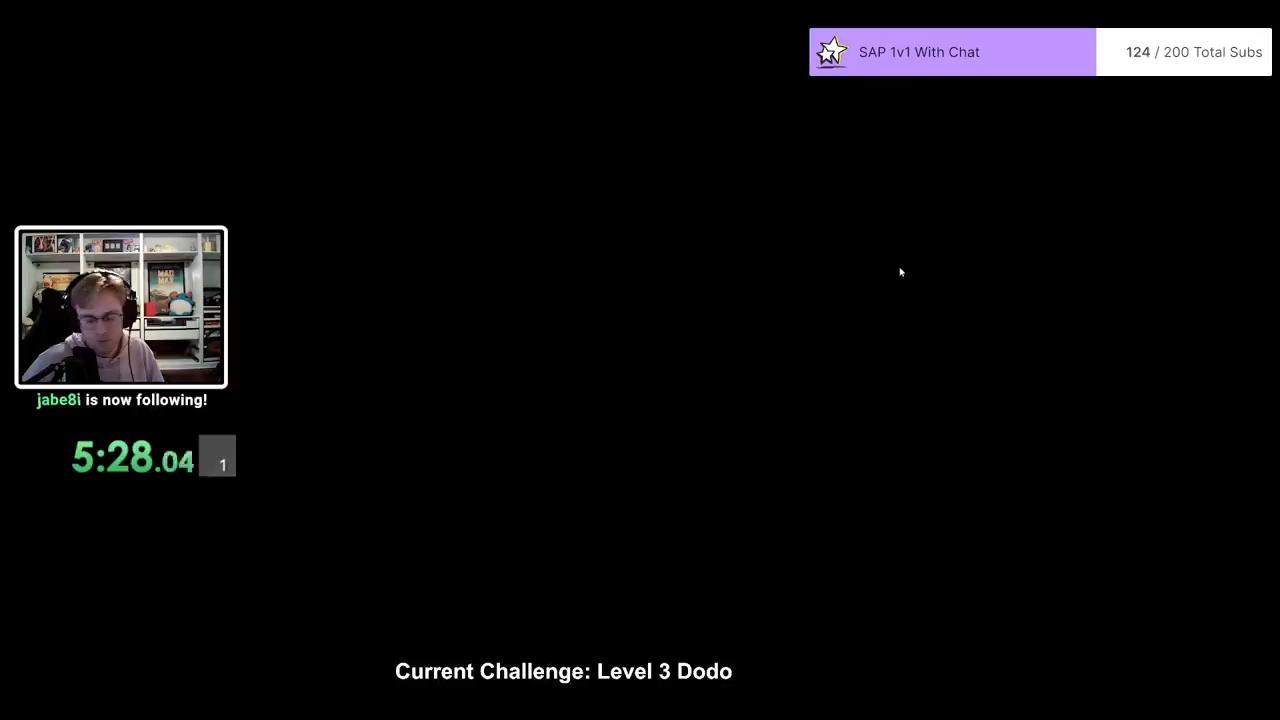 SAP 1v1 With Chat
124 / 200 Total Subs
jabe8i is now following!
5:28.04
1
Current Challenge: Level 3 Dodo